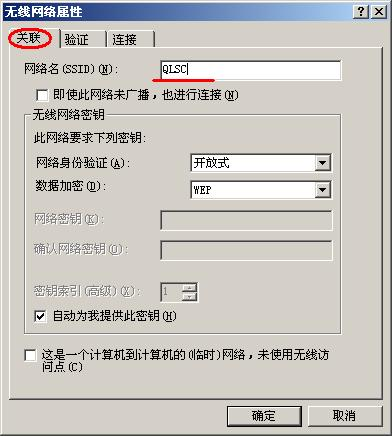 无线网络属性
关联 验证 连接
网络名(SSID)(N): QLSC
即使此网络未广播，也进行连接(N)
无线网络密钥
此网络要求下列密钥:
网络身份验证(A): 开放式
数据加密(D): WEP
网络密钥(K):
确认网络密钥(O):
密钥索引(高级)(X): 1
自动为我提供此密钥(H)
这是一个计算机到计算机的(临时)网络，未使用无线访
问点(C)
确定 取消